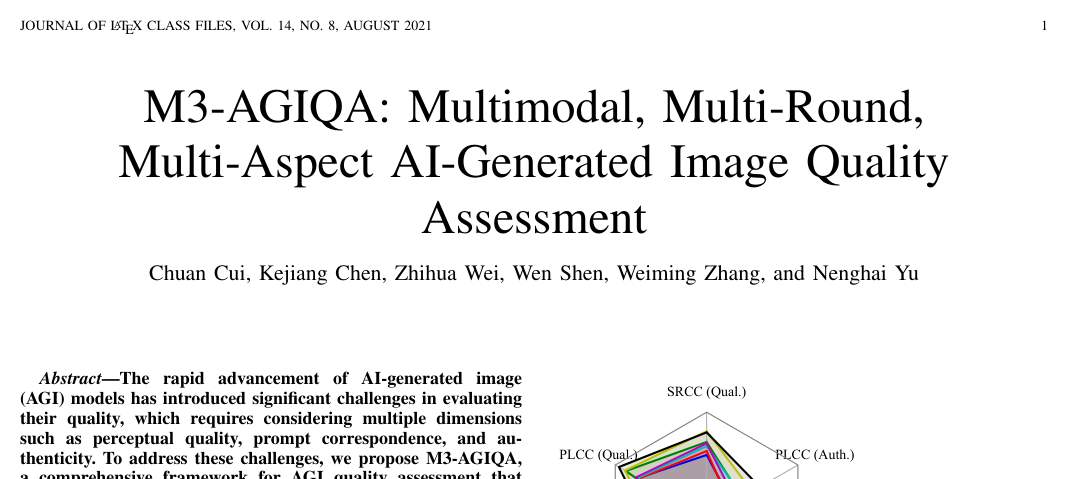 JOURNAL OF LATEX CLASS FILES, VOL. 14, NO. 8, AUGUST 2021 1
M3-AGIQA: Multimodal, Multi-Round,
Multi-Aspect AI-Generated Image Quality
Assessment
Chuan Cui, Kejiang Chen, Zhihua Wei, Wen Shen, Weiming Zhang, and Nenghai Yu
Abstract—The rapid advancement of AI-generated image
(AGI) models has introduced significant challenges in evaluating
their quality, which requires considering multiple dimensions
such as perceptual quality, prompt correspondence, and au-
thenticity. To address these challenges, we propose M3-AGIQA,
a comprehensive framework for AGI quality assessment that
SRCC (Qual.)
PLCC (Qual.)
PLCC (Auth.)